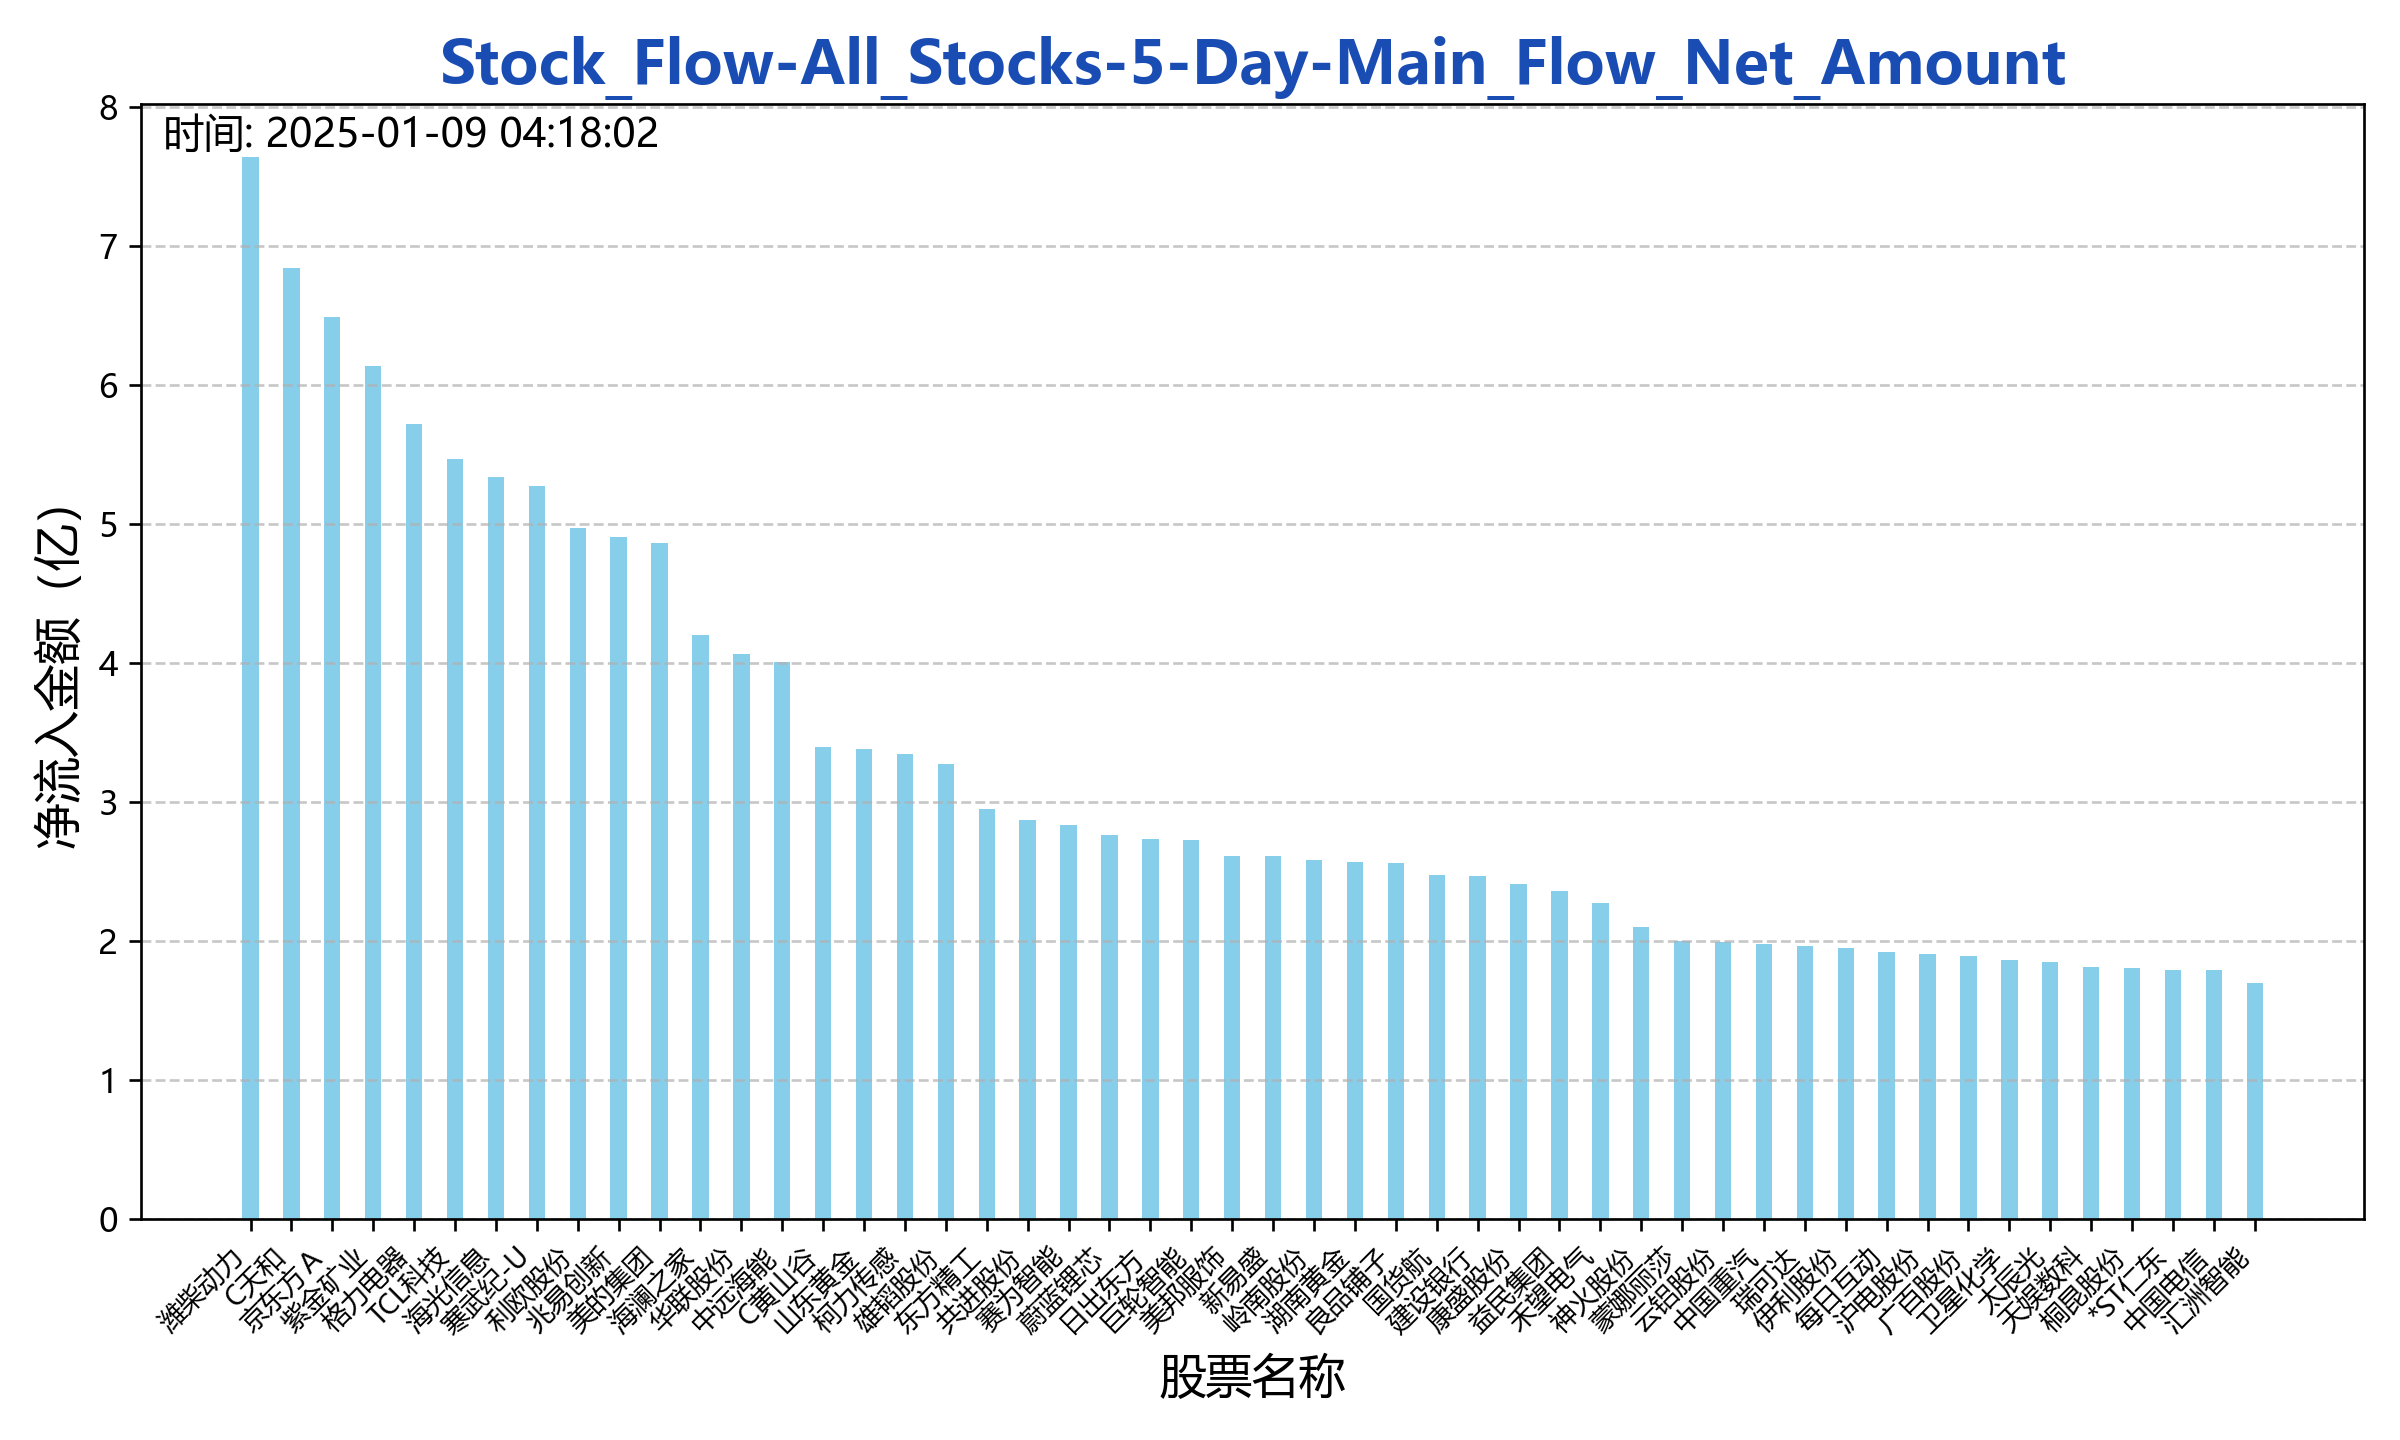 Stock_Flow-All_Stocks-5-Day-Main_Flow_Net_Amount
时间: 2025-01-09 04:18:02
净流入金额 (亿)
8
7
6
5
4
3
2
1
0
潍柴动力
C天和
京东方A
紫金矿业
格力电器
TCL科技
海光信息
寒武纪-U
利欧股份
兆易创新
美的集团
海澜之家
华联股份
中远海能
C黄山谷
山东黄金
柯力传感
雄韬股份
东方精工
共进股份
赛为智能
蔚蓝锂芯
日出东方
巨轮智能
美邦服饰
新易盛
岭南股份
湖南黄金
良品铺子
国货航
建设银行
康盛股份
益民集团
禾望电气
神火股份
蒙娜丽莎
云铝股份
中国重汽
瑞可达
伊利股份
每日互动
沪电股份
广百股份
卫星化学
太辰光
天娱数科
桐昆股份
*ST仁东
中国电信
汇洲智能
股票名称